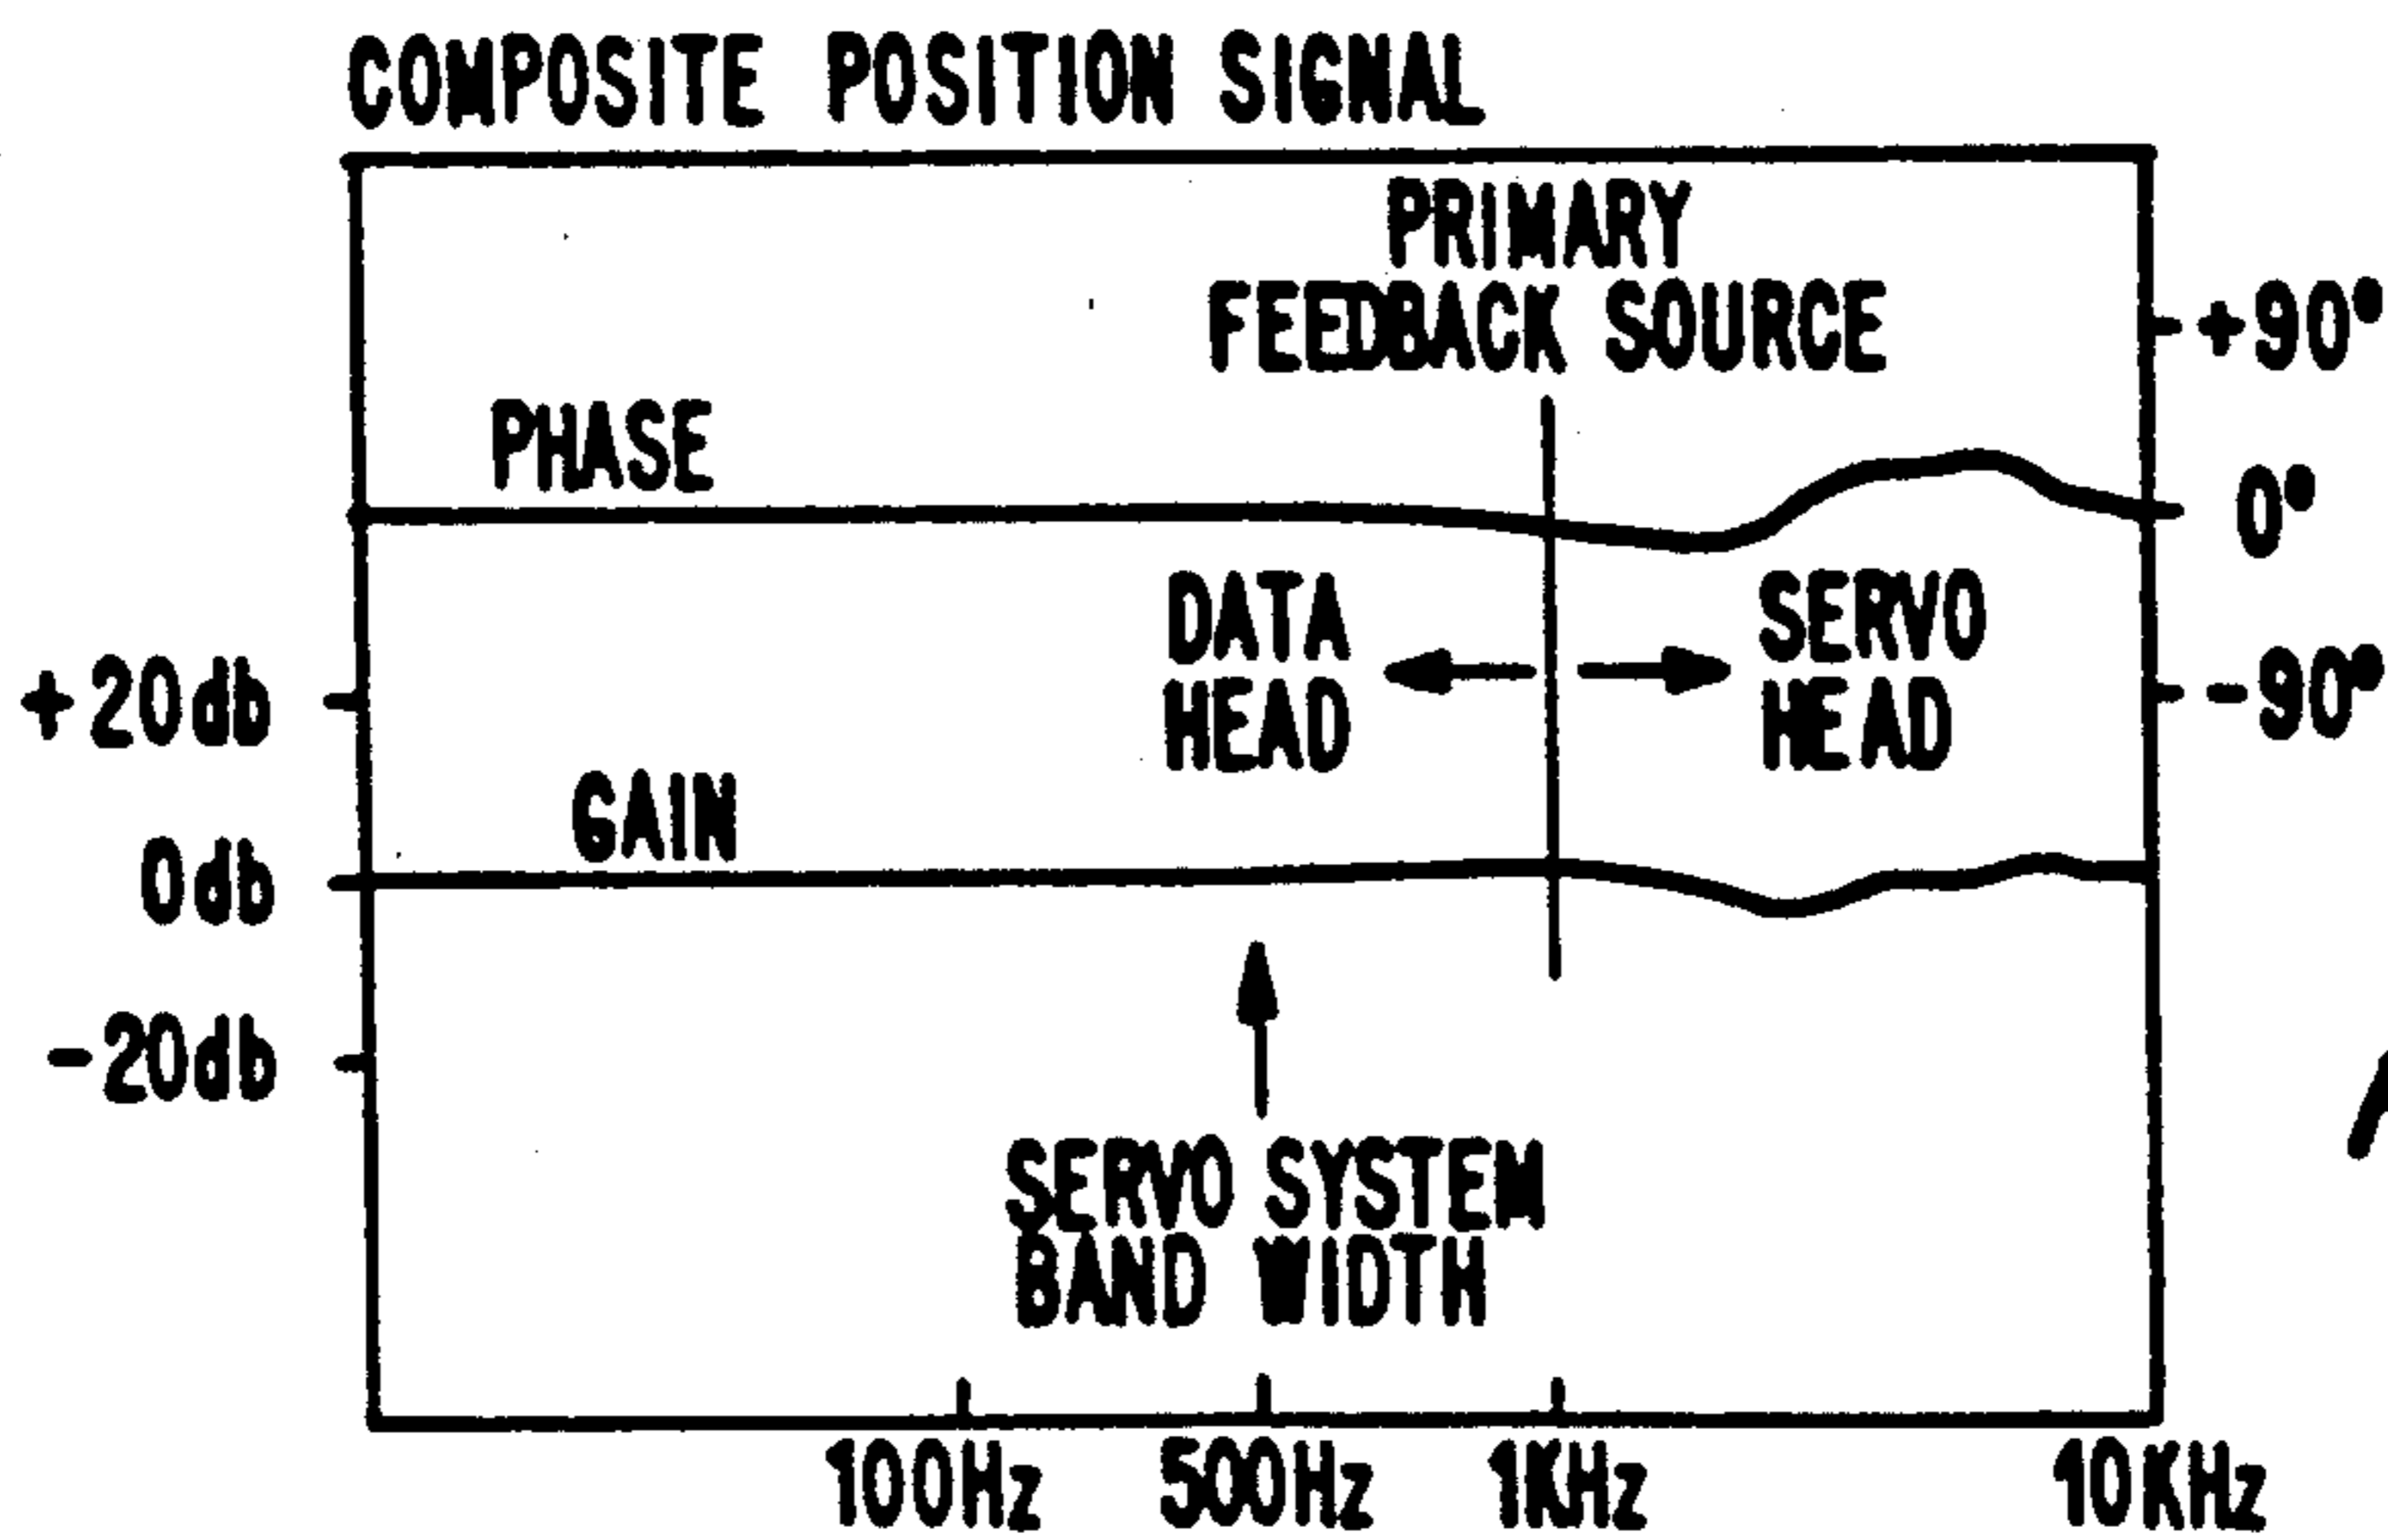 COMPOSITE POSITION SIGNAL
PRIMARY
FEEDBACK SOURCE
+90°
PHASE
0°
DATA
HEAD
SERVO
HEAD
+20db
-90°
GAIN
0db
-20db
SERVO SYSTEM
BAND WIDTH
100Hz 500Hz 1KHz 10KHz